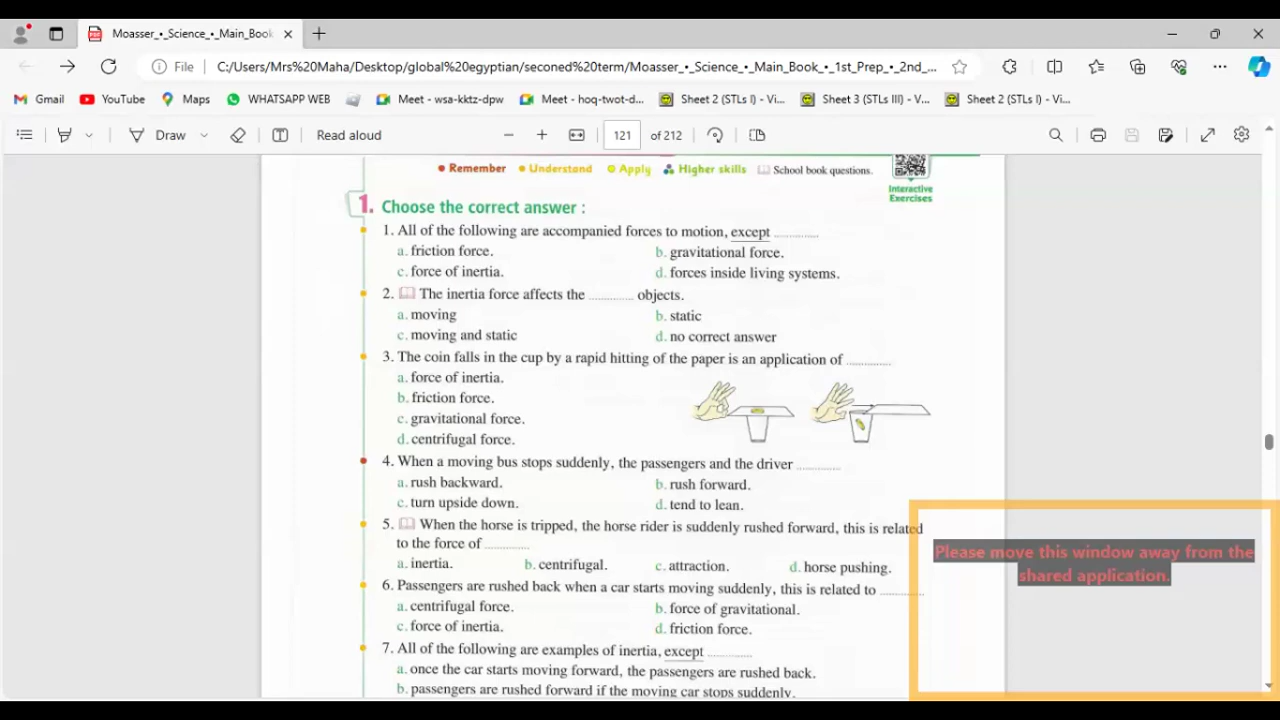 Moasser_•_Science_•_Main_Book
File
C:/Users/Mrs%20Maha/Desktop/global%20egyptian/seconed%20term/Moasser_•_Science_•_Main_Book_•_1st_Prep_•_2nd_...
Gmail
YouTube
Maps
WHATSAPP WEB
Meet - wsa-kktz-dpw
Meet - hoq-twot-d...
Sheet 2 (STLs I) - Vi...
Sheet 3 (STLs III) - V...
Sheet 2 (STLs I) - Vi...
Draw
Read aloud
121 of 212
Remember Understand Apply Higher skills School book questions.
Interactive
Exercises
1. Choose the correct answer :
1. All of the following are accompanied forces to motion, except ............
a. friction force. b. gravitational force.
c. force of inertia. d. forces inside living systems.
2. The inertia force affects the ............ objects.
a. moving b. static
c. moving and static d. no correct answer
3. The coin falls in the cup by a rapid hitting of the paper is an application of ............
a. force of inertia.
b. friction force.
c. gravitational force.
d. centrifugal force.
4. When a moving bus stops suddenly, the passengers and the driver ............
a. rush backward. b. rush forward.
c. turn upside down. d. tend to lean.
5. When the horse is tripped, the horse rider is suddenly rushed forward, this is related
to the force of ............
a. inertia. b. centrifugal. c. attraction. d. horse pushing.
6. Passengers are rushed back when a car starts moving suddenly, this is related to ............
a. centrifugal force. b. force of gravitational.
c. force of inertia. d. friction force.
7. All of the following are examples of inertia, except ............
a. once the car starts moving forward, the passengers are rushed back.
b. passengers are rushed forward if the moving car stops suddenly.
Please move this window away from the
shared application.